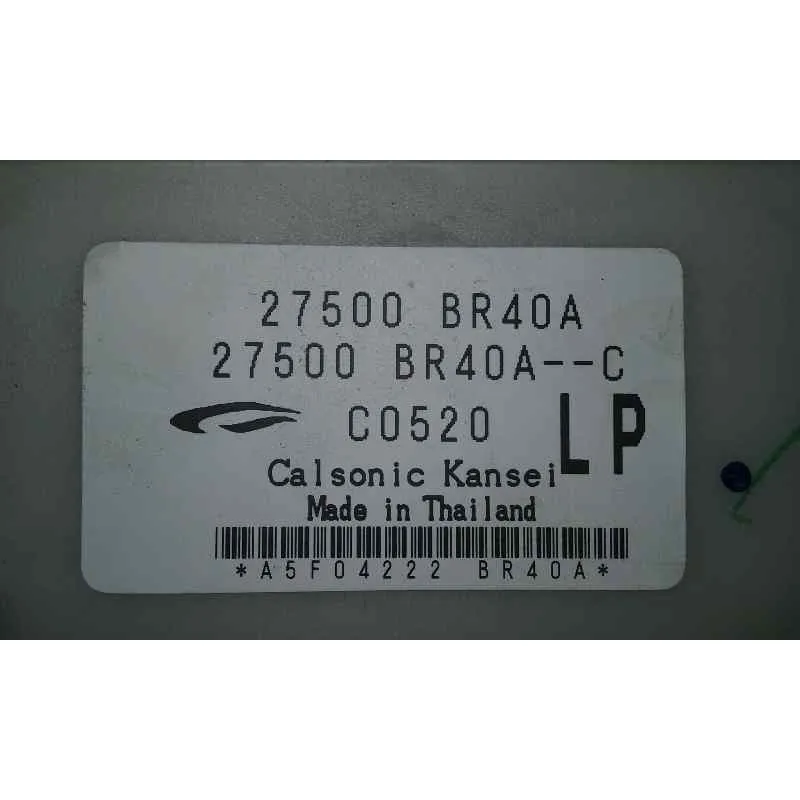 27500 BR40A
27500 BR40A--C
C0520 LP
Calsonic Kansei
Made in Thailand
*A5F04222 BR40A*